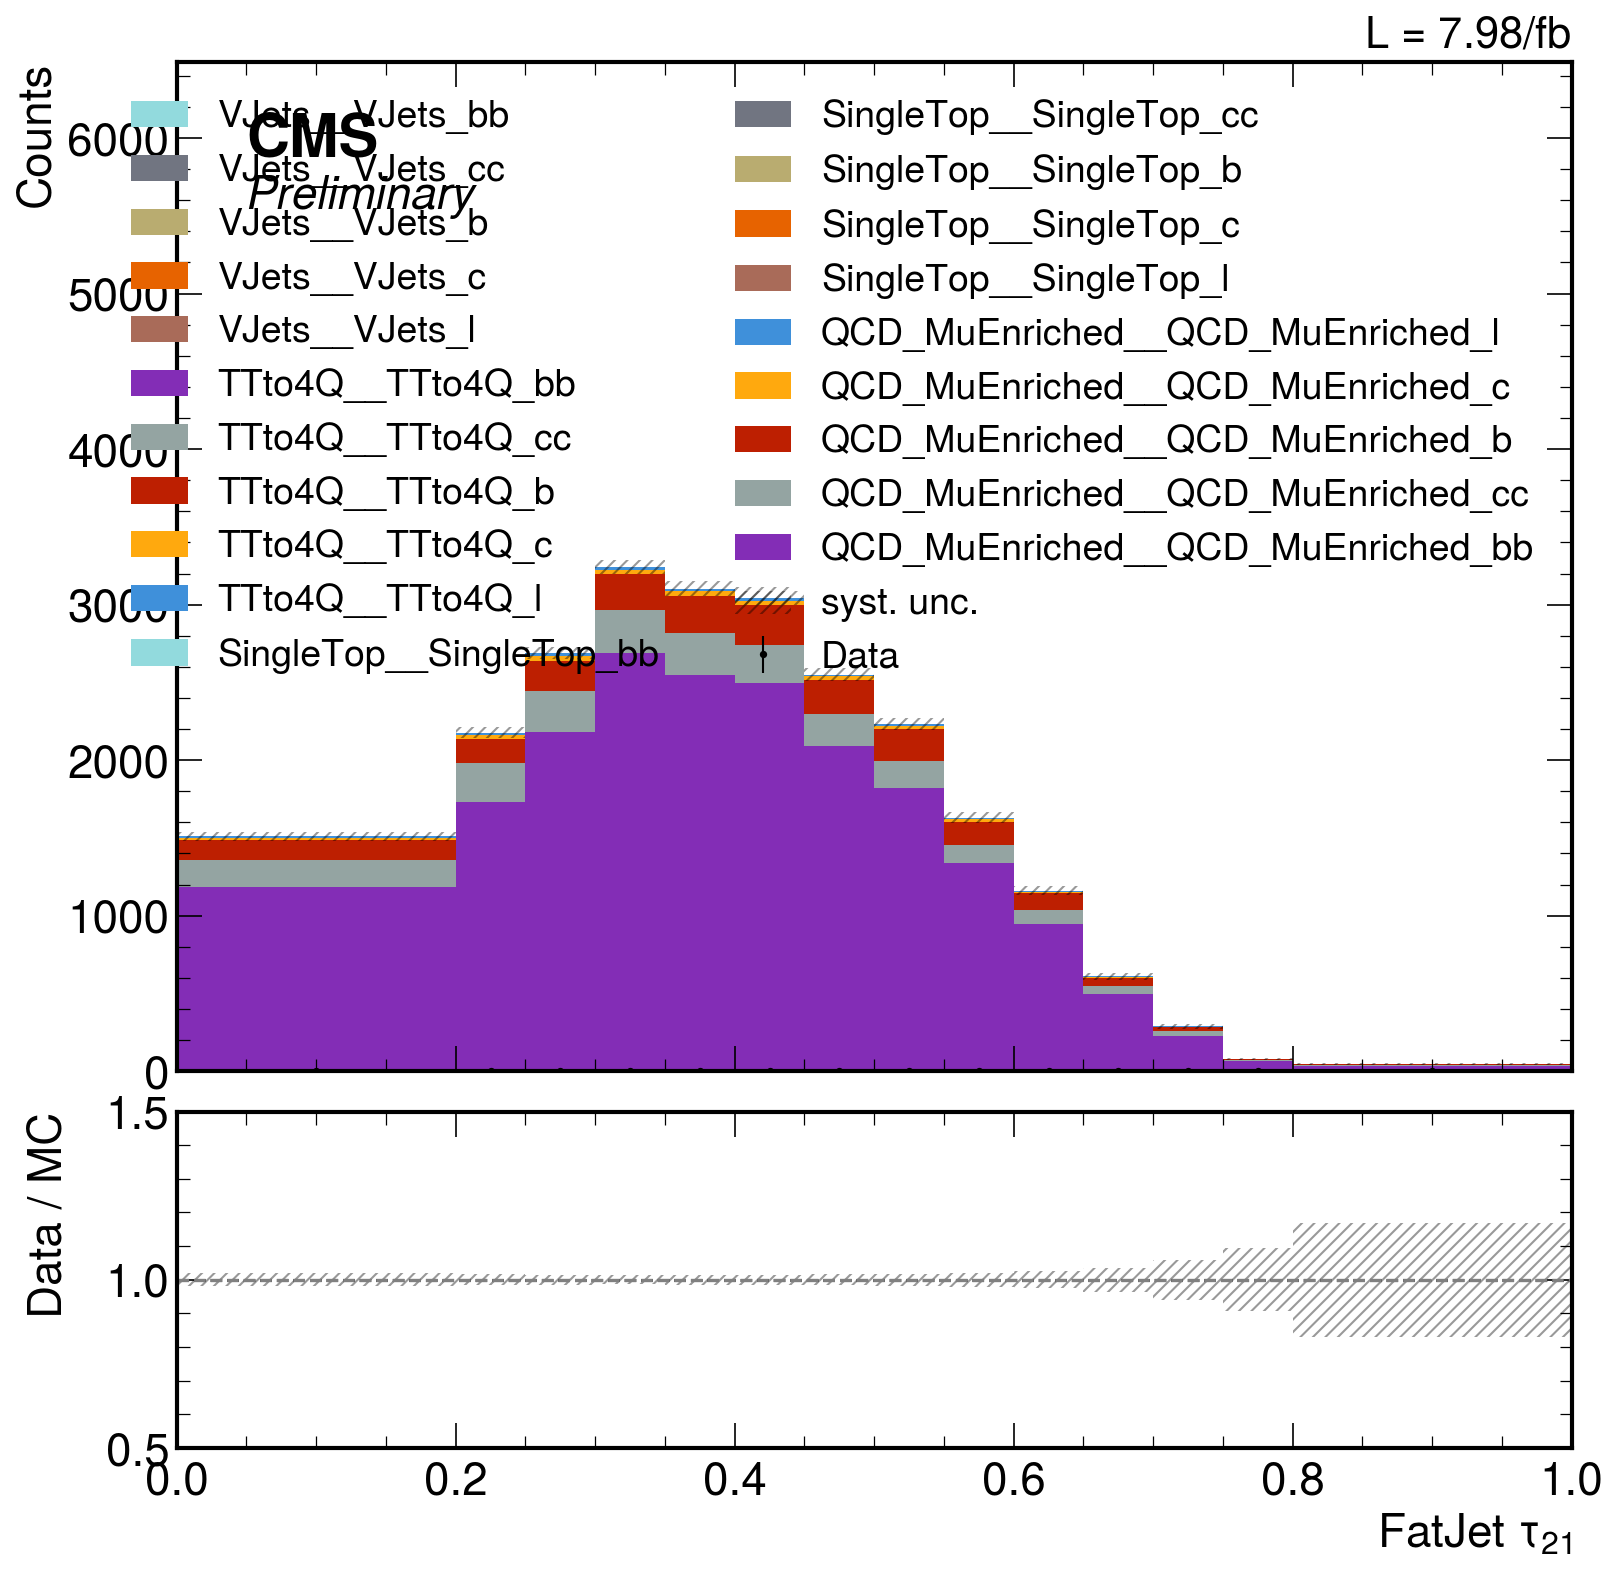 L = 7.98/fb
Counts
CMS
Preliminary
VJets__VJets_bb
VJets__VJets_cc
VJets__VJets_b
VJets__VJets_c
VJets__VJets_l
TTto4Q__TTto4Q_bb
TTto4Q__TTto4Q_cc
TTto4Q__TTto4Q_b
TTto4Q__TTto4Q_c
TTto4Q__TTto4Q_l
SingleTop__SingleTop_bb
SingleTop__SingleTop_cc
SingleTop__SingleTop_b
SingleTop__SingleTop_c
SingleTop__SingleTop_l
QCD_MuEnriched__QCD_MuEnriched_l
QCD_MuEnriched__QCD_MuEnriched_c
QCD_MuEnriched__QCD_MuEnriched_b
QCD_MuEnriched__QCD_MuEnriched_cc
QCD_MuEnriched__QCD_MuEnriched_bb
syst. unc.
Data
6000
5000
4000
3000
2000
1000
0
Data / MC
1.5
1.0
0.5
0.0 0.2 0.4 0.6 0.8 1.0
FatJet τ₂₁